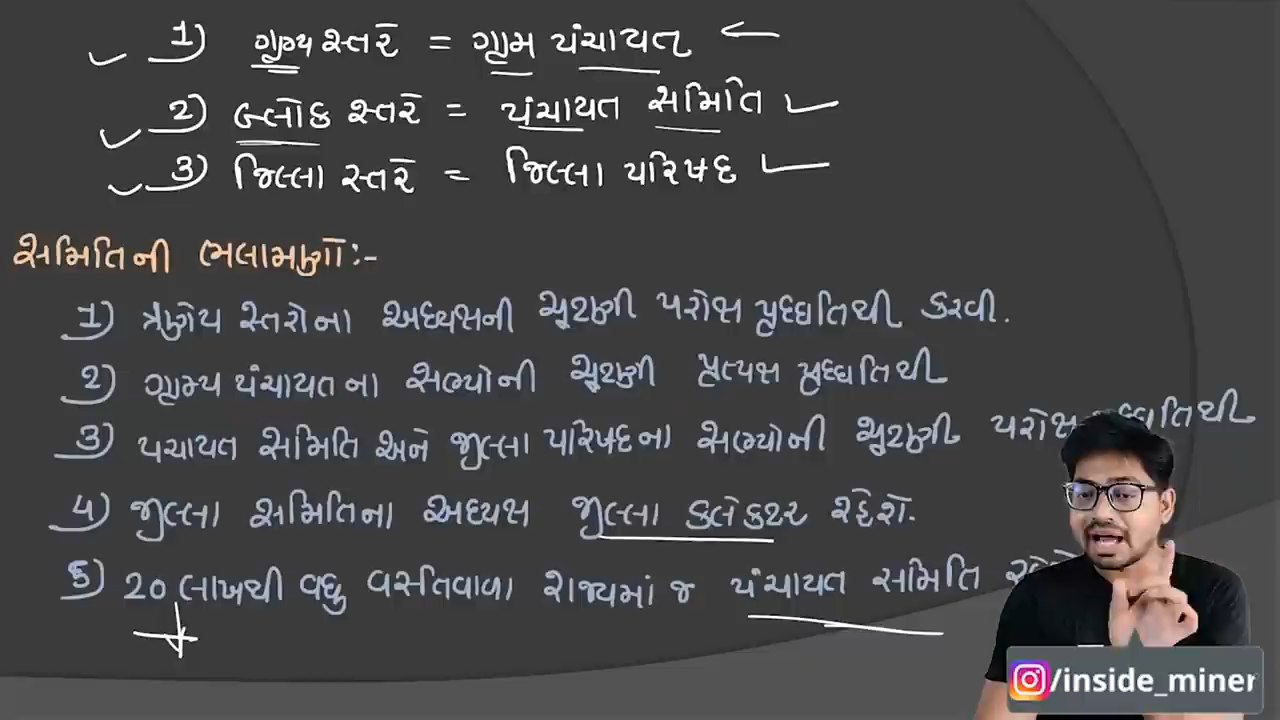 1) ગ્રામ્ય સ્તરે = ગ્રામ પંચાયત
2) બ્લોક સ્તરે = પંચાયત સમિતિ
3) જિલ્લા સ્તરે = જિલ્લા પરિષદ
સમિતિની ભલામણો:-
1) ત્રણેય સ્તરોના અધ્યક્ષની ચૂંટણી પરોક્ષ પદ્ધતિથી કરવી.
2) ગ્રામ્ય પંચાયતના સભ્યોની ચૂંટણી પ્રત્યક્ષ પદ્ધતિથી
3) પચાયત સમિતિ અને જીલ્લા પરિષદના સભ્યોની ચૂંટણી પરોક્ષ
4) જીલ્લા સમિતિના અધ્યક્ષ જીલ્લા કલેકટર રહેશે.
5) 20 લાખથી વધુ વસ્તીવાળા રાજ્યમાં જ પંચાયત સમિતિ
/inside_miner